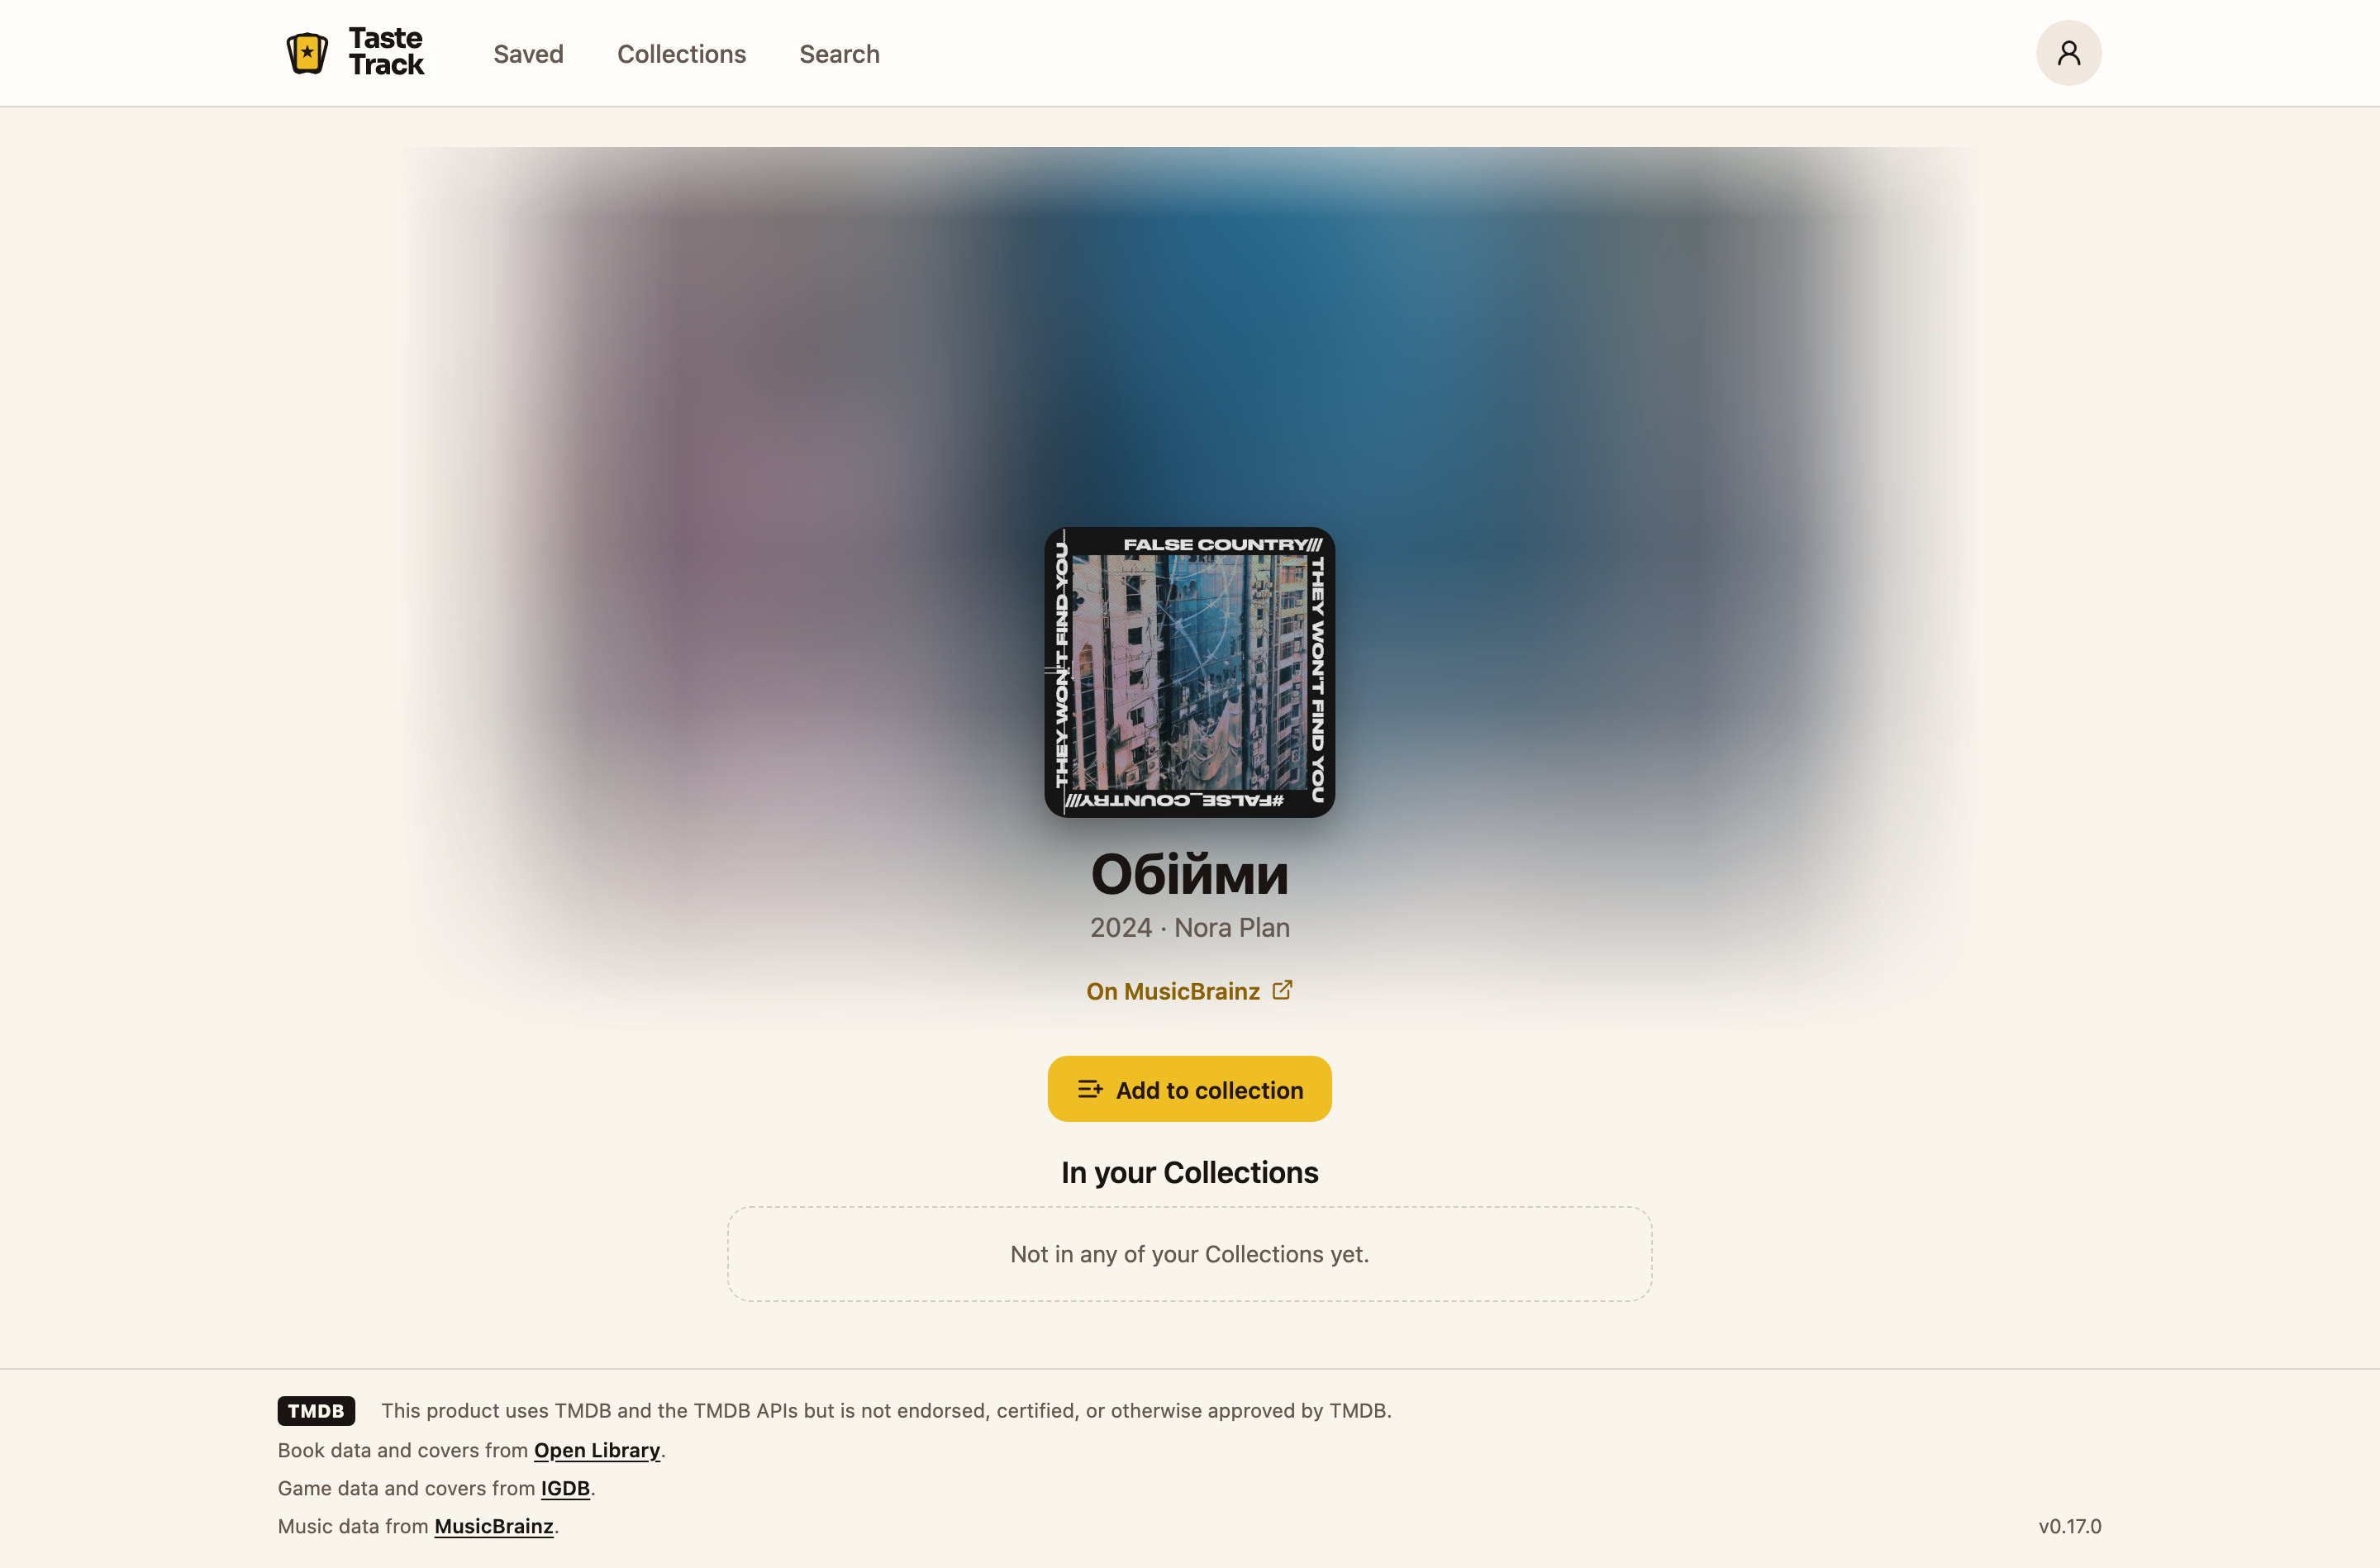 Taste
Track
Saved
Collections
Search
FALSE COUNTRY///
THEY WON'T FIND YOU
THEY WON'T FIND YOU
#FALSE_COUNTRY///
Обійми
2024 · Nora Plan
On MusicBrainz
Add to collection
In your Collections
Not in any of your Collections yet.
TMDB This product uses TMDB and the TMDB APIs but is not endorsed, certified, or otherwise approved by TMDB.
Book data and covers from Open Library.
Game data and covers from IGDB.
Music data from MusicBrainz.
v0.17.0